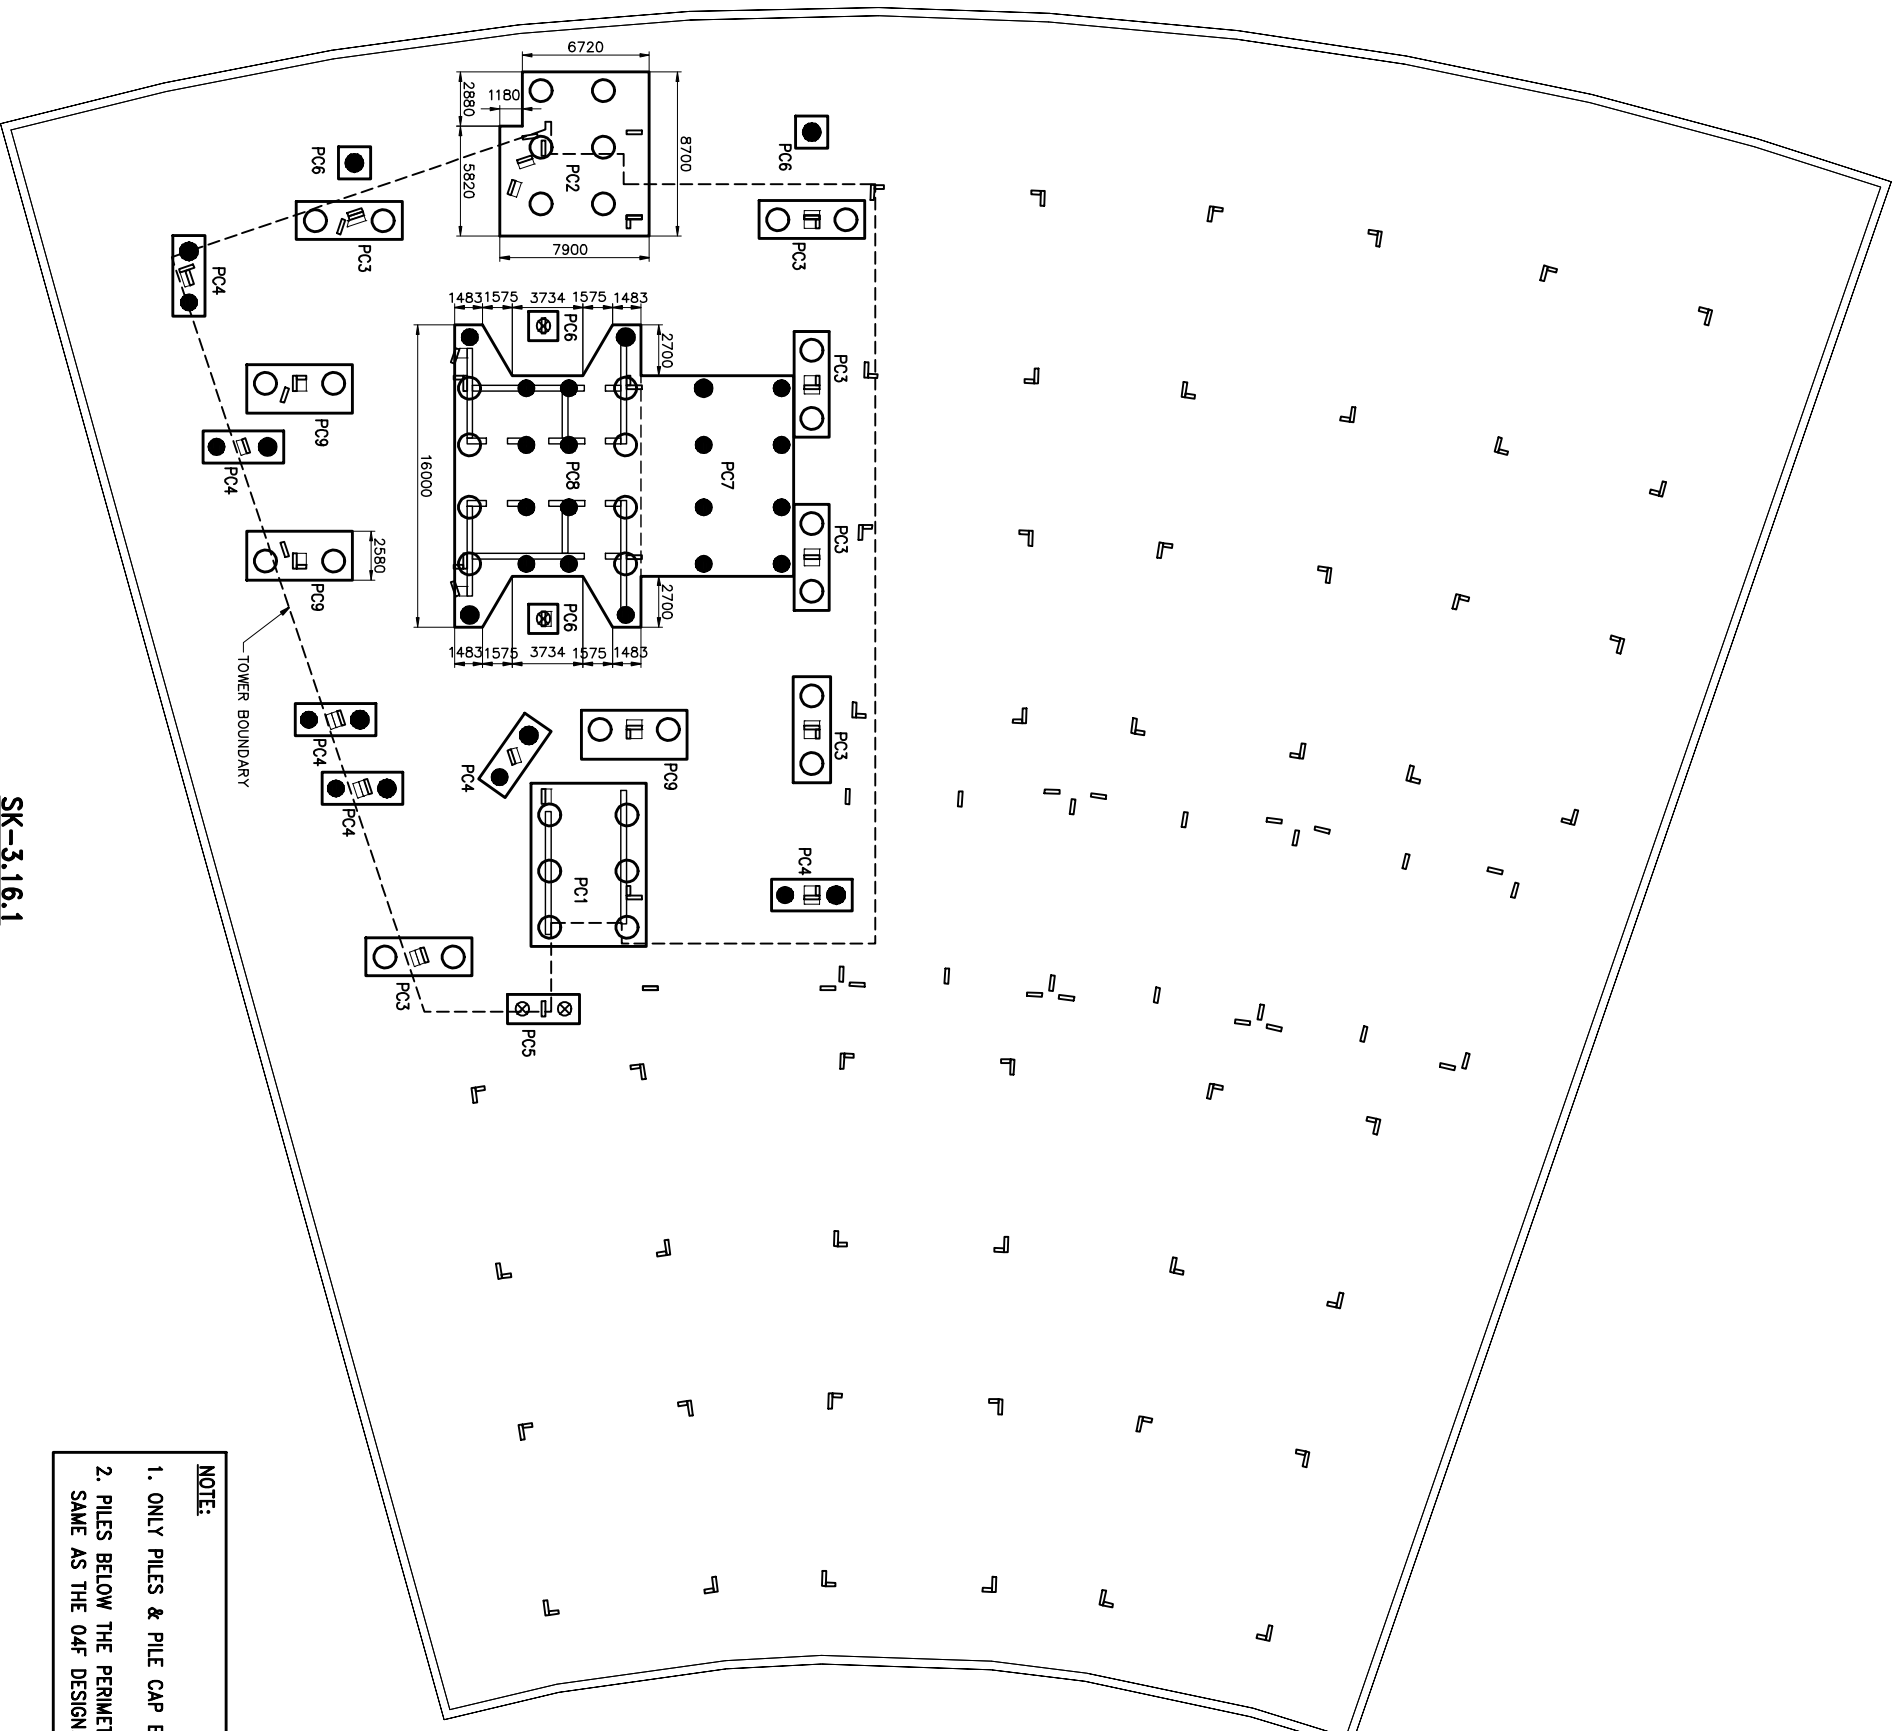 6720
2880
1180
5820
8700
7900
PC2
PC6
PC6
PC3
PC3
PC4
1483
1575
3734
1575
1483
PC6
2700
PC3
PC9
PC4
16000
PC8
PC7
PC3
2580
PC9
PC6
2700
1483
1575
3734
1575
1483
TOWER BOUNDARY
PC3
PC4
PC4
PC4
PC9
PC1
PC4
PC3
PC5
SK-3.16.1
NOTE:
1. ONLY PILES & PILE CAP
2. PILES BELOW THE
SAME AS THE 04F DESIGN